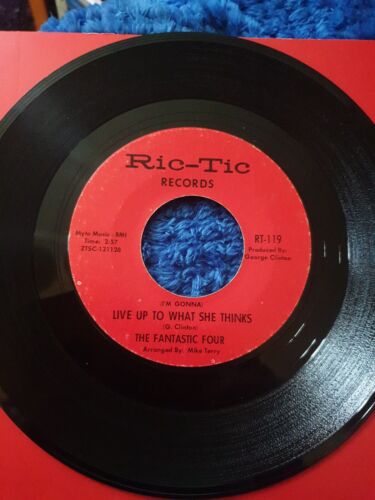 Ric-Tic
RECORDS
Myto Music - BMI
Time: 2:57
ZTSC-121128
RT-119
Produced By:
George Clinton
(I'M GONNA)
LIVE UP TO WHAT SHE THINKS
(G. Clinton)
THE FANTASTIC FOUR
Arranged By: Mike Terry